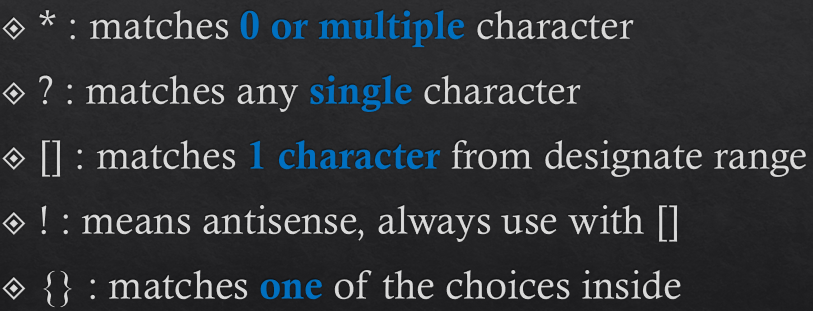 * : matches 0 or multiple character
? : matches any single character
[] : matches 1 character from designate range
! : means antisense, always use with []
{} : matches one of the choices inside